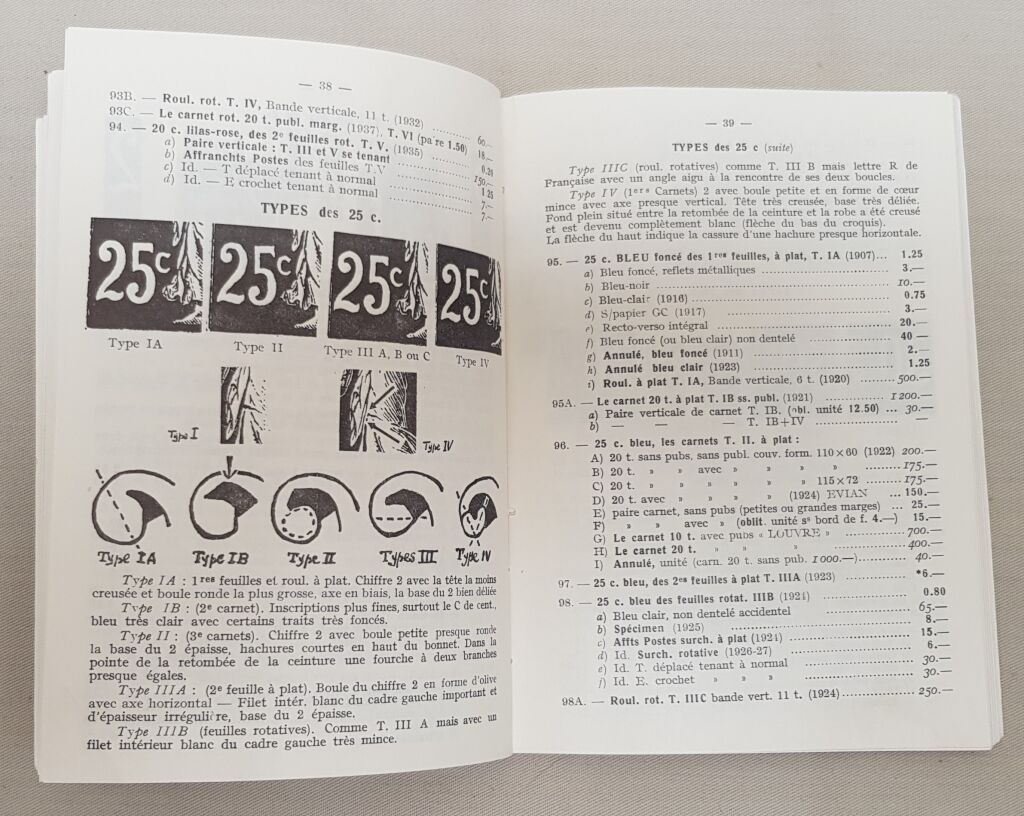 — 38 —
93B. — Roul. rot. T. IV, Bande verticale, 11 t. (1932) ............ 60.
93C. — Le carnet rot. 20 t. publ. marg. (1937), T. VI (paire 1.50) 18.—
94. — 20 c. lilas-rose, des 2e feuilles rot. T. V. (1935) ............ 0.20
a) Paire verticale : T. III et V se tenant ............ 150.—
b) Affranchts Postes des feuilles T.V ............ 1 25
c) Id. — T déplacé tenant à normal ............ 7.—
d) Id. — E crochet tenant à normal ............ 7.—
TYPES des 25 c.
25c 25c 25c 25c
Type IA Type II Type III A, B ou C Type IV
Type I Type IV
Type IA Type IB Type II Types III Type IV
Type IA : 1res feuilles et roul. à plat. Chiffre 2 avec la tête la moins
creusée et boule ronde la plus grosse, axe en biais, la base du 2 bien déliée
Type IB : (2e carnet). Inscriptions plus fines, surtout le C de cent.,
bleu très clair avec certains traits très foncés.
Type II : (3e carnets). Chiffre 2 avec boule petite presque ronde
la base du 2 épaisse, hachures courtes en haut du bonnet. Dans la
pointe de la retombée de la ceinture une fourche à deux branches
presque égales.
Type IIIA : (2e feuille à plat). Boule du chiffre 2 en forme d'olive
avec axe horizontal — Filet intér. blanc du cadre gauche important et
d'épaisseur irrégulière, base du 2 épaisse.
Type IIIB (feuilles rotatives). Comme T. III A mais avec un
filet intérieur blanc du cadre gauche très mince.
— 39 —
TYPES des 25 c (suite)
Type IIIC (roul. rotatives) comme T. III B mais lettre R de
Française avec un angle aigu à la rencontre de ses deux boucles.
Type IV (1ers Carnets) 2 avec boule petite et en forme de cœur
mince avec axe presque vertical. Tête très creusée, base très déliée.
Fond plein situé entre la retombée de la ceinture et la robe a été creusé
et est devenu complètement blanc (flèche du bas du croquis).
La flèche du haut indique la cassure d'une hachure presque horizontale.
95. — 25 c. BLEU foncé des 1res feuilles, à plat, T. IA (1907)... 1.25
a) Bleu foncé, reflets métalliques ............ 3.—
b) Bleu-noir ............ 10.—
c) Bleu-clair (1916) ............ 0.75
d) S/papier GC (1917) ............ 3.—
e) Recto-verso intégral ............ 20.—
f) Bleu foncé (ou bleu clair) non dentelé ............ 40 —
g) Annulé, bleu foncé (1911) ............ 2.—
h) Annulé bleu clair (1923) ............ 1.25
i) Roul. à plat T. IA, Bande verticale, 6 t. (1920) ......... 500.—
95A. — Le carnet 20 t. à plat T. IB ss. publ. (1921) ............ 1 200.—
a) Paire verticale de carnet T. IB. (obl. unité 12.50) ... 30.—
b) — — — T. IB+IV ............ —
96. — 25 c. bleu, les carnets T. II. à plat :
A) 20 t. sans pubs, sans publ. couv. form. 110×60 (1922) 200.—
B) 20 t. » » avec » » » » ......... 175.—
C) 20 t. » » » » » 115×72 ......... 175.—
D) 20 t. avec » » » (1924) EVIAN ... 150.—
E) paire carnet, sans pubs (petites ou grandes marges) ... 25.—
F) » » avec » (oblit. unité ss bord de f. 4.—) 15.—
G) Le carnet 10 t. avec pubs « LOUVRE » ......... 700.—
H) Le carnet 20 t. » » » ......... 400.—
I) Annulé, unité (carn. 20 t. sans pub. 1 000.—) ......... 40.—
97. — 25 c. bleu, des 2es feuilles à plat T. IIIA (1923) ......... *6.—
98. — 25 c. bleu des feuilles rotat. IIIB (1924) ......... 0.80
a) Bleu clair, non dentelé accidentel ............ 65.—
b) Spécimen (1925) ............ 8.—
c) Affts Postes surch. à plat (1924) ............ 15.—
d) Id. Surch. rotative (1926-27) ............ 6.—
e) Id. T. déplacé tenant à normal ............ 30.—
f) Id. E. crochet » » ............ 30.—
98A. — Roul. rot. T. IIIC bande vert. 11 t. (1924) ............ 250.—